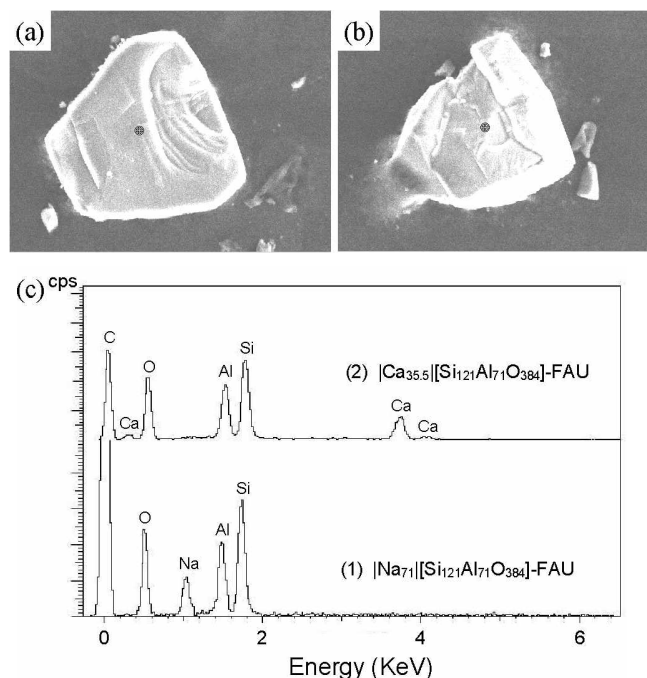 (a)
(b)
(c)
cps
C
O
Al
Si
Ca
(2) |Ca35.5|[Si121Al71O384]-FAU
Ca
Ca
O
Na
Al
Si
(1) |Na71|[Si121Al71O384]-FAU
0
2
4
6
Energy (KeV)